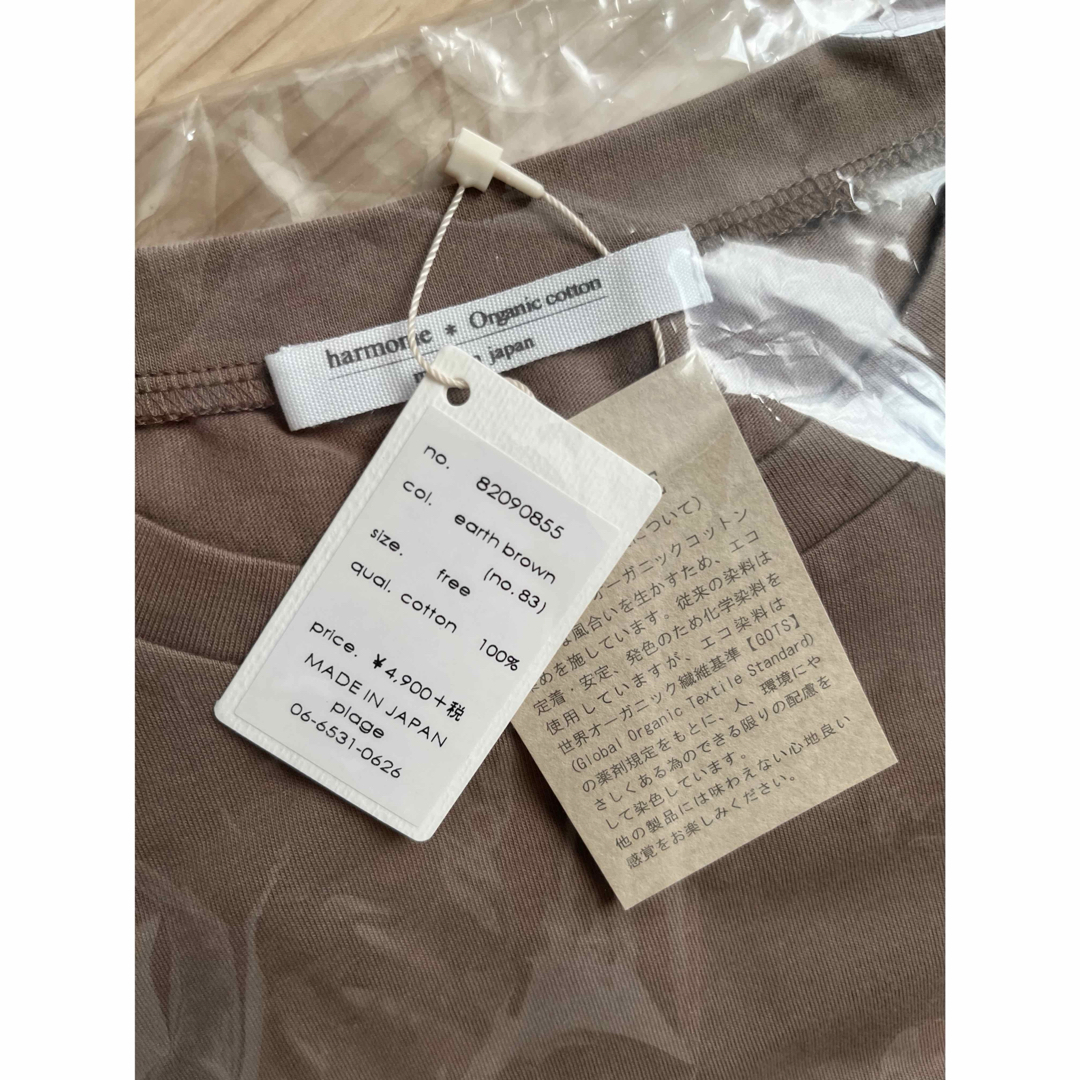 harmonie * Organic cotton
japan
no. 82090855
col. earth brown
(no. 83)
size. free
qual. cotton 100%
price. ¥4,900+税
MADE IN JAPAN
plage
06-6531-0626
ついて)
オーガニックコットン
な風合いを生かすため、エコ
染めを施しています。従来の染料は
定着・安定、発色のため化学染料を
使用していますが、エコ染料は
世界オーガニック繊維基準【GOTS】
(Global Organic Textile Standard)
の薬剤規定をもとに、人、環境にや
さしくある為のできる限りの配慮を
して染色しています。
他の製品には味わえない心地良い
感覚をお楽しみください。